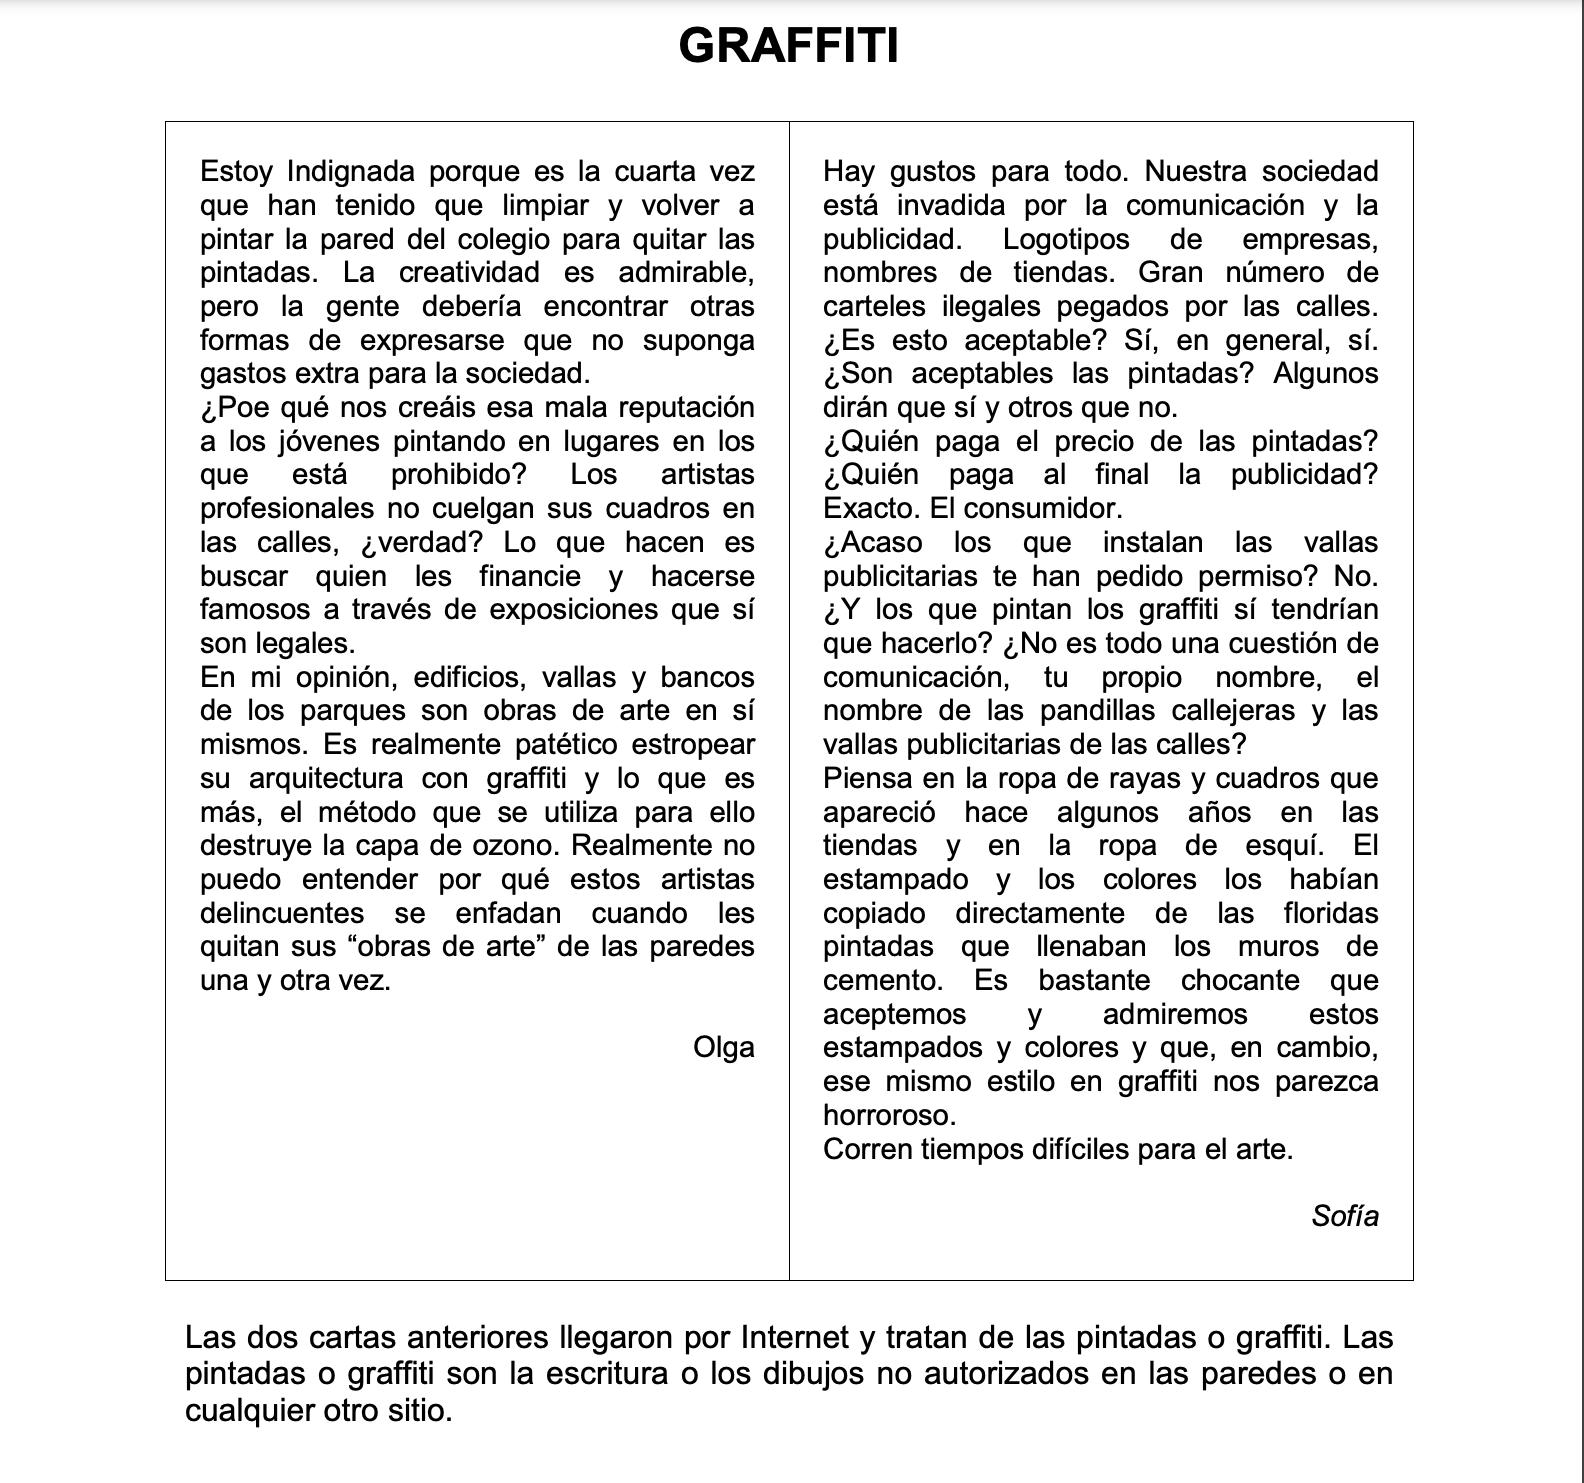 GRAFFITI
Estoy Indignada porque es la cuarta vez
que han tenido que limpiar y volver a
pintar la pared del colegio para quitar las
pintadas. La creatividad es admirable,
pero la gente debería encontrar otras
formas de expresarse que no suponga
gastos extra para la sociedad.
¿Poe qué nos creáis esa mala reputación
a los jóvenes pintando en lugares en los
que está prohibido? Los artistas
profesionales no cuelgan sus cuadros en
las calles, ¿verdad? Lo que hacen es
buscar quien les financie y hacerse
famosos a través de exposiciones que sí
son legales.
En mi opinión, edificios, vallas y bancos
de los parques son obras de arte en sí
mismos. Es realmente patético estropear
su arquitectura con graffiti y lo que es
más, el método que se utiliza para ello
destruye la capa de ozono. Realmente no
puedo entender por qué estos artistas
delincuentes se enfadan cuando les
quitan sus “obras de arte” de las paredes
una y otra vez.
Olga
Hay gustos para todo. Nuestra sociedad
está invadida por la comunicación y la
publicidad. Logotipos de empresas,
nombres de tiendas. Gran número de
carteles ilegales pegados por las calles.
¿Es esto aceptable? Sí, en general, sí.
¿Son aceptables las pintadas? Algunos
dirán que sí y otros que no.
¿Quién paga el precio de las pintadas?
¿Quién paga al final la publicidad?
Exacto. El consumidor.
¿Acaso los que instalan las vallas
publicitarias te han pedido permiso? No.
¿Y los que pintan los graffiti sí tendrían
que hacerlo? ¿No es todo una cuestión de
comunicación, tu propio nombre, el
nombre de las pandillas callejeras y las
vallas publicitarias de las calles?
Piensa en la ropa de rayas y cuadros que
apareció hace algunos años en las
tiendas y en la ropa de esquí. El
estampado y los colores los habían
copiado directamente de las floridas
pintadas que llenaban los muros de
cemento. Es bastante chocante que
aceptemos y admiremos estos
estampados y colores y que, en cambio,
ese mismo estilo en graffiti nos parezca
horroroso.
Corren tiempos difíciles para el arte.
Sofía
Las dos cartas anteriores llegaron por Internet y tratan de las pintadas o graffiti. Las
pintadas o graffiti son la escritura o los dibujos no autorizados en las paredes o en
cualquier otro sitio.